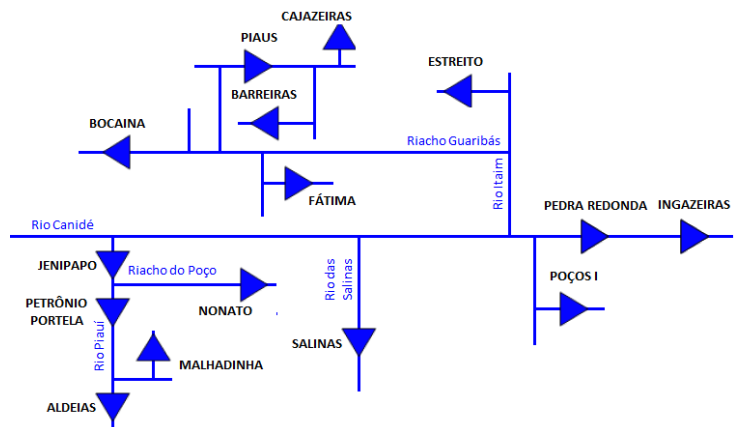 CAJAZEIRAS
PIAUS
ESTREITO
BARREIRAS
BOCAINA
Riacho Guaribás
Rio Itaim
FÁTIMA
PEDRA REDONDA
INGAZEIRAS
Rio Canidé
JENIPAPO
Riacho do Poço
Rio das
Salinas
POÇOS I
PETRÔNIO
PORTELA
NONATO
Rio Piauí
SALINAS
MALHADINHA
ALDEIAS